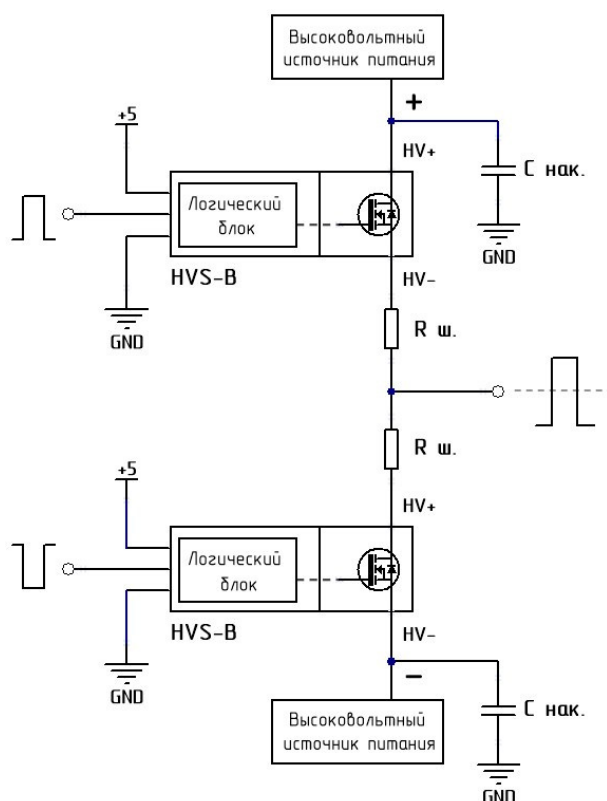 Высоковольтный
источник питания
+
+5
HV+
С нак.
Логический
блок
GND
HV-
HVS-B
GND
R ш.
R ш.
+5
HV+
Логический
блок
HVS-B
HV-
GND
−
С нак.
Высоковольтный
источник питания
GND